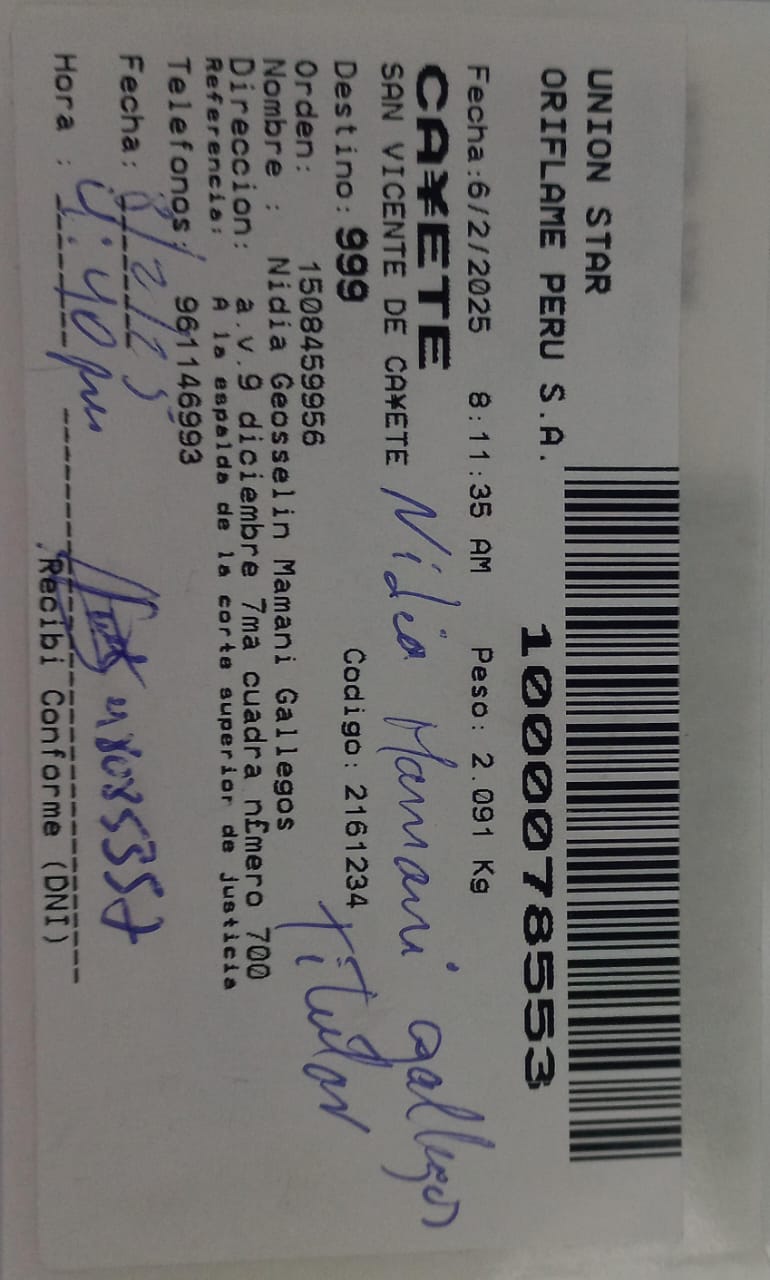 UNION STAR
ORIFLAME PERU S.A.
1000078553
Fecha:6/2/2025 8:11:35 AM Peso: 2.091 Kg
CA¥ETE
SAN VICENTE DE CA¥ETE Nidia Mamani Gallegos
Destino: 999 Codigo: 2161234 Titular
Orden: 1508459956
Nombre : Nidia Geosselin Mamani Gallegos
Direccion: a.v.9 diciembre 7ma cuadra n£mero 700
Referencia: A la espalda de la corte superior de justicia
Telefonos: 961146993
Fecha: 8/2/25 48085357
Hora : 4:40 pm
Recibi Conforme (DNI)